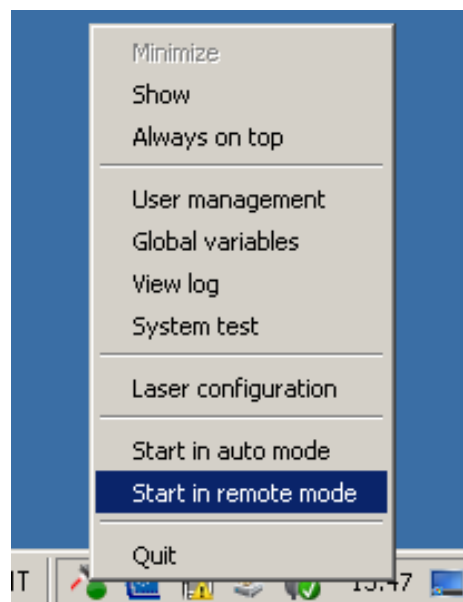 Minimize
Show
Always on top
User management
Global variables
View log
System test
Laser configuration
Start in auto mode
Start in remote mode
Quit
IT